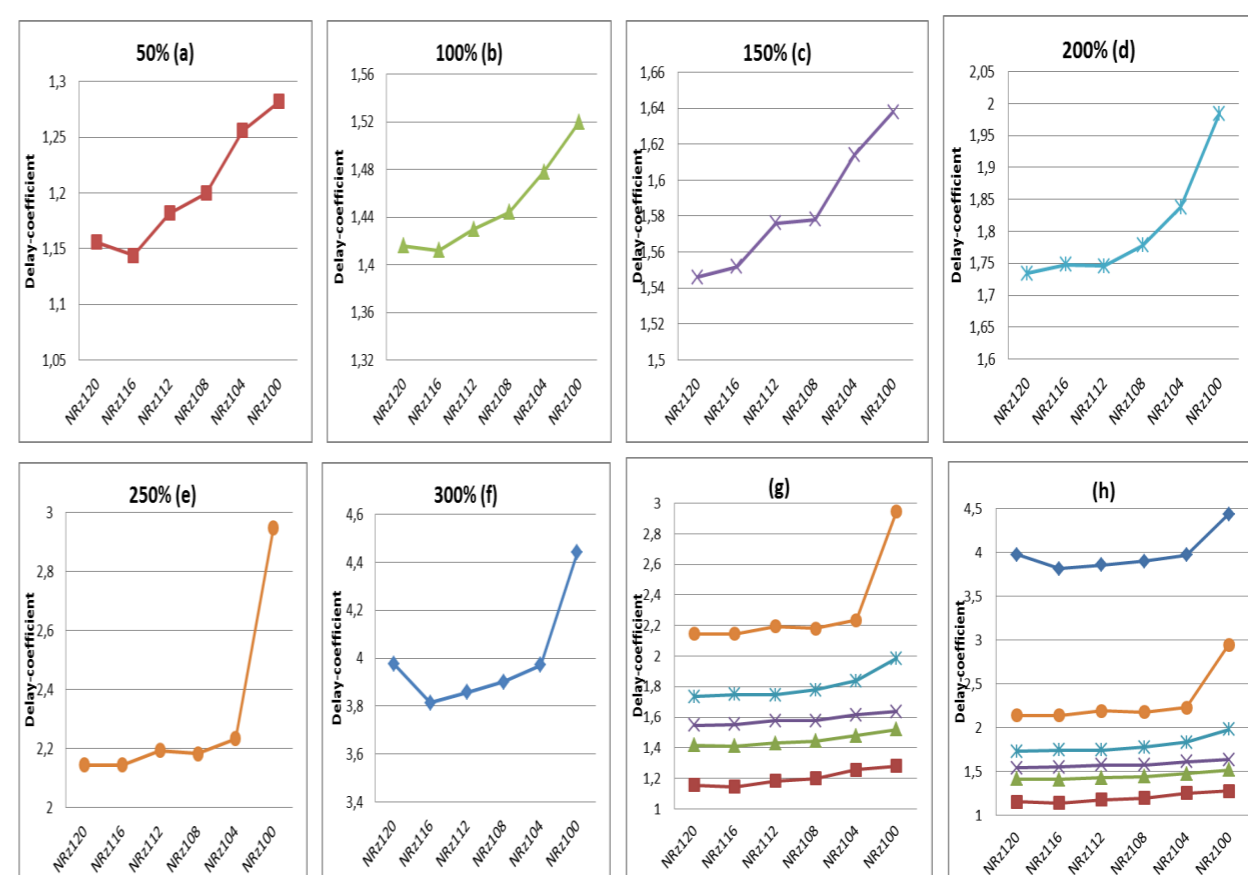 50% (a)
Delay-coefficient
1,3
1,25
1,2
1,15
1,1
1,05
NRz120
NRz116
NRz112
NRz108
NRz104
NRz100
100% (b)
Delay-coefficient
1,56
1,52
1,48
1,44
1,4
1,36
1,32
NRz120
NRz116
NRz112
NRz108
NRz104
NRz100
150% (c)
Delay-coefficient
1,66
1,64
1,62
1,6
1,58
1,56
1,54
1,52
1,5
NRz120
NRz116
NRz112
NRz108
NRz104
NRz100
200% (d)
Delay-coefficient
2,05
2
1,95
1,9
1,85
1,8
1,75
1,7
1,65
1,6
NRz120
NRz116
NRz112
NRz108
NRz104
NRz100
250% (e)
Delay-coefficient
3
2,8
2,6
2,4
2,2
2
NRz120
NRz116
NRz112
NRz108
NRz104
NRz100
300% (f)
Delay-coefficient
4,6
4,4
4,2
4
3,8
3,6
3,4
NRz120
NRz116
NRz112
NRz108
NRz104
NRz100
(g)
Delay-coefficient
3
2,8
2,6
2,4
2,2
2
1,8
1,6
1,4
1,2
1
NRz120
NRz116
NRz112
NRz108
NRz104
NRz100
(h)
Delay-coefficient
4,5
4
3,5
3
2,5
2
1,5
1
NRz120
NRz116
NRz112
NRz108
NRz104
NRz100